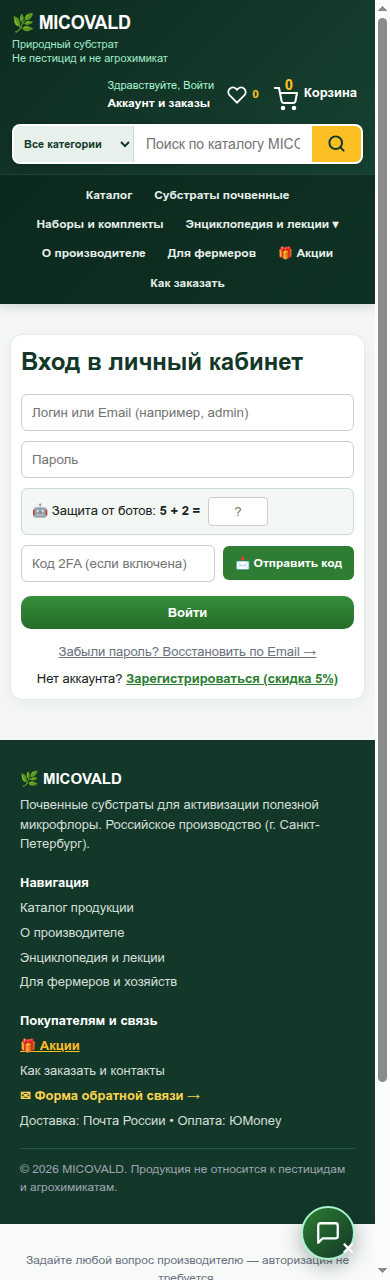 🌿 MICOVALD
Природный субстрат
Не пестицид и не агрохимикат
Здравствуйте, Войти
Аккаунт и заказы
0
0
Корзина
Все категории
Поиск по каталогу MICO
Каталог
Субстраты почвенные
Наборы и комплекты
Энциклопедия и лекции ▾
О производителе
Для фермеров
🎁 Акции
Как заказать
Вход в личный кабинет
Логин или Email (например, admin)
Пароль
🤖 Защита от ботов: 5 + 2 = ?
Код 2FA (если включена)
📩 Отправить код
Войти
Забыли пароль? Восстановить по Email →
Нет аккаунта? Зарегистрироваться (скидка 5%)
🌿 MICOVALD
Почвенные субстраты для активизации полезной
микрофлоры. Российское производство (г. Санкт-
Петербург).
Навигация
Каталог продукции
О производителе
Энциклопедия и лекции
Для фермеров и хозяйств
Покупателям и связь
🎁 Акции
Как заказать и контакты
✉ Форма обратной связи →
Доставка: Почта России • Оплата: ЮMoney
© 2026 MICOVALD. Продукция не относится к пестицидам
и агрохимикатам.
Задайте любой вопрос производителю — авторизация не
требуется